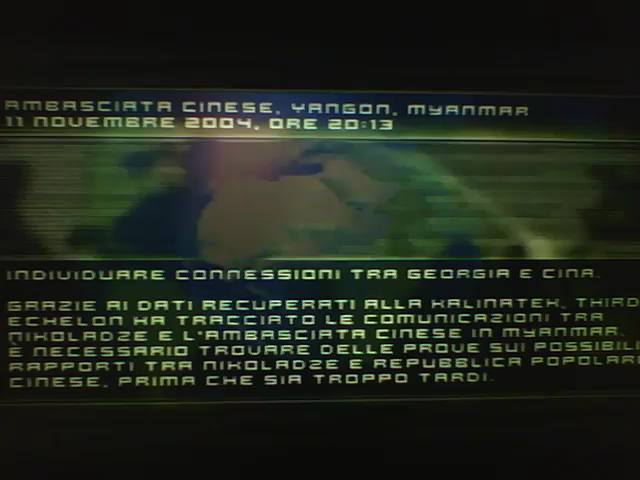 AMBASCIATA CINESE, YANGON, MYANMAR
11 NOVEMBRE 2004, ORE 20:13
INDIVIDUARE CONNESSIONI TRA GEORGIA E CINA.
GRAZIE AI DATI RECUPERATI ALLA KALINATEK, THIRD
ECHELON HA TRACCIATO LE COMUNICAZIONI TRA
NIKOLADZE E L'AMBASCIATA CINESE IN MYANMAR.
È NECESSARIO TROVARE DELLE PROVE SUI POSSIBILI
RAPPORTI TRA NIKOLADZE E REPUBBLICA POPOLARE
CINESE, PRIMA CHE SIA TROPPO TARDI.